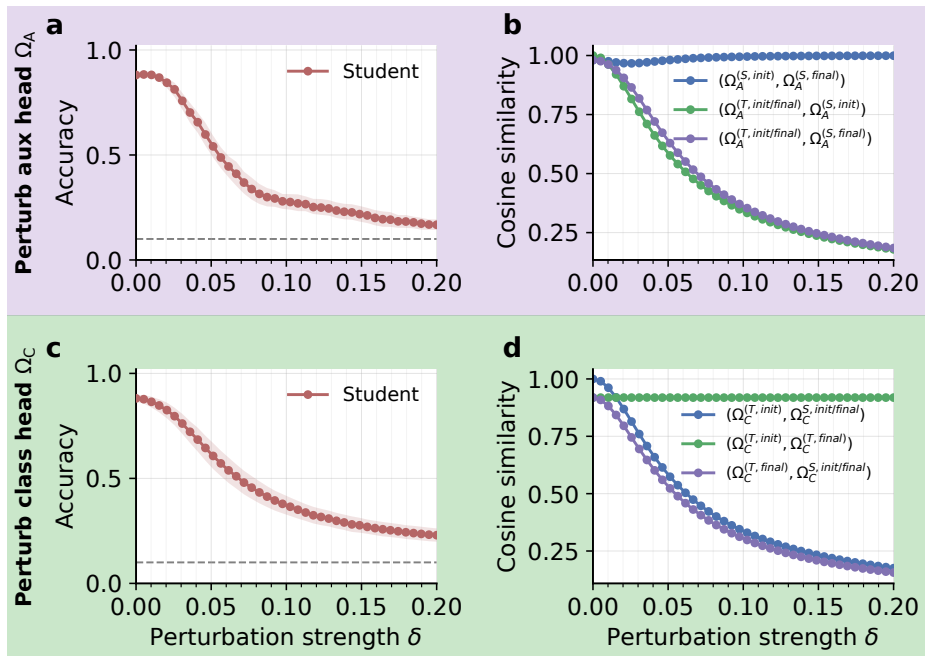 a
Perturb aux head Ω_A
Accuracy
1.0
0.5
0.0
Student
0.00 0.05 0.10 0.15 0.20
b
Cosine similarity
1.00
0.75
0.50
0.25
(Ω_A^(S, init), Ω_A^(S, final))
(Ω_A^(T, init/final), Ω_A^(S, init))
(Ω_A^(T, init/final), Ω_A^(S, final))
0.00 0.05 0.10 0.15 0.20
c
Perturb class head Ω_C
Accuracy
1.0
0.5
0.0
Student
0.00 0.05 0.10 0.15 0.20
Perturbation strength δ
d
Cosine similarity
1.00
0.75
0.50
0.25
(Ω_C^(T, init), Ω_C^S, init/final)
(Ω_C^(T, init), Ω_C^(T, final))
(Ω_C^(T, final), Ω_C^S, init/final)
0.00 0.05 0.10 0.15 0.20
Perturbation strength δ